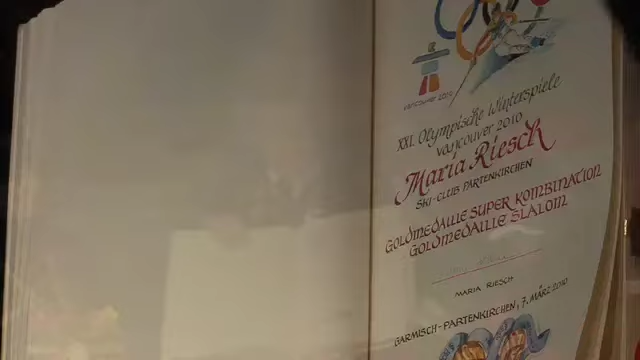 VANCOUVER 2010
XXI. Olympische Winterspiele
Vancouver 2010
Maria Riesch
SKI-CLUB PARTENKIRCHEN
GOLDMEDAILLE SUPER KOMBINATION
GOLDMEDAILLE SLALOM
MARIA RIESCH
GARMISCH-PARTENKIRCHEN, 7. MÄRZ 2010